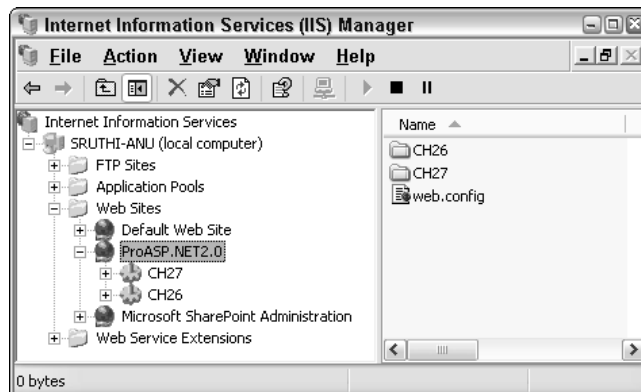 Internet Information Services (IIS) Manager
File Action View Window Help
Internet Information Services
SRUTHI-ANU (local computer)
FTP Sites
Application Pools
Web Sites
Default Web Site
ProASP.NET2.0
CH27
CH26
Microsoft SharePoint Administration
Web Service Extensions
Name
CH26
CH27
web.config
0 bytes